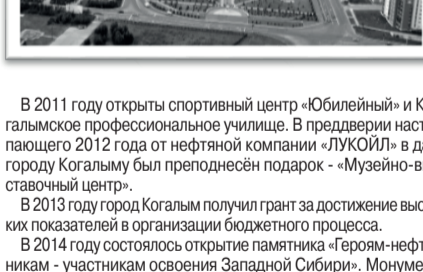 В 2011 году открыты спортивный центр «Юбилейный» и К
галымское профессиональное училище. В преддверии наст
пающего 2012 года от нефтяной компании «ЛУКОЙЛ» в да
городу Когалыму был преподнесён подарок - «Музейно-в
ставочный центр».
В 2013 году город Когалым получил грант за достижение выс
ких показателей в организации бюджетного процесса.
В 2014 году состоялось открытие памятника «Героям-нефт
никам - участникам освоения Западной Сибири». Монуме